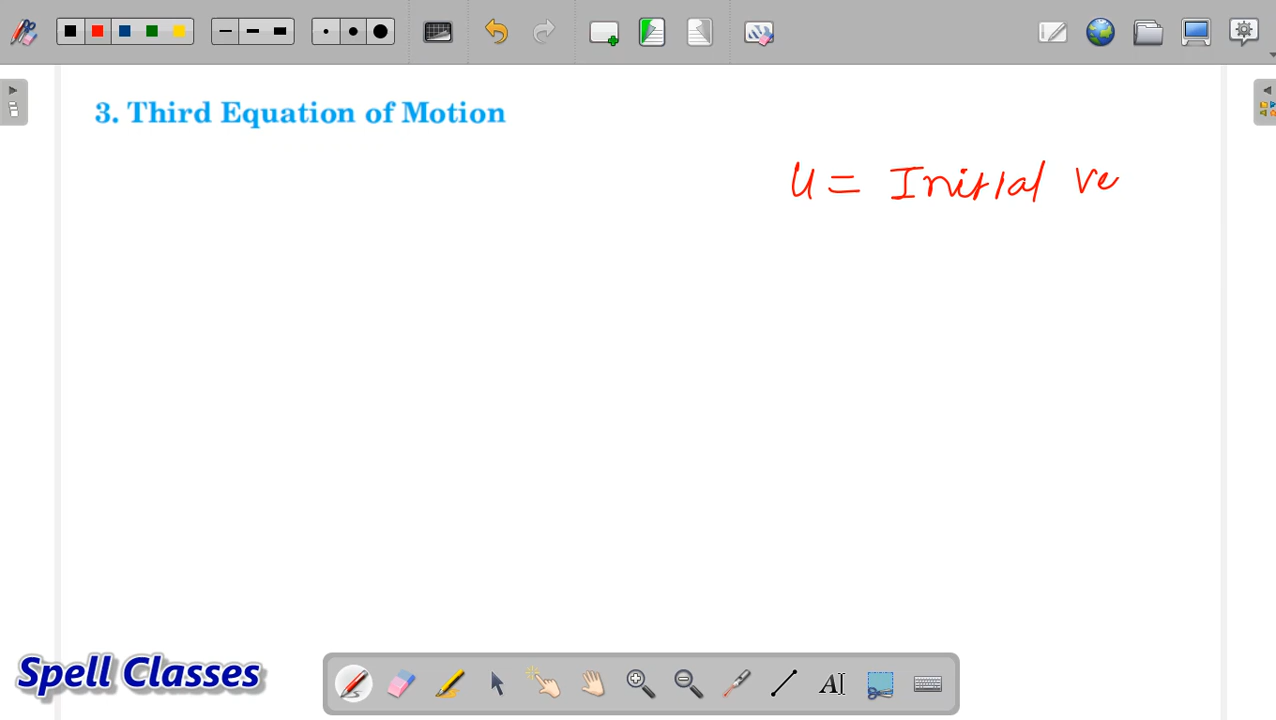 3. Third Equation of Motion
u = Initial ve
Spell Classes